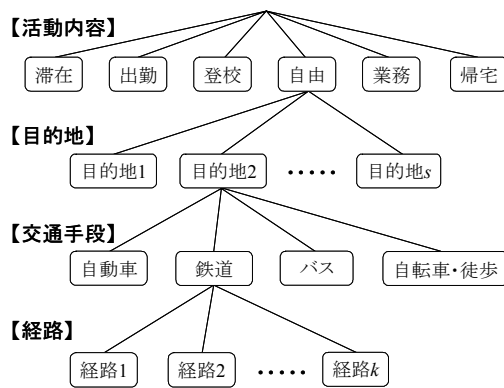 【活動内容】
滞在 出勤 登校 自由 業務 帰宅
【目的地】
目的地1 目的地2 ····· 目的地s
【交通手段】
自動車 鉄道 バス 自転車・徒歩
【経路】
経路1 経路2 ····· 経路k